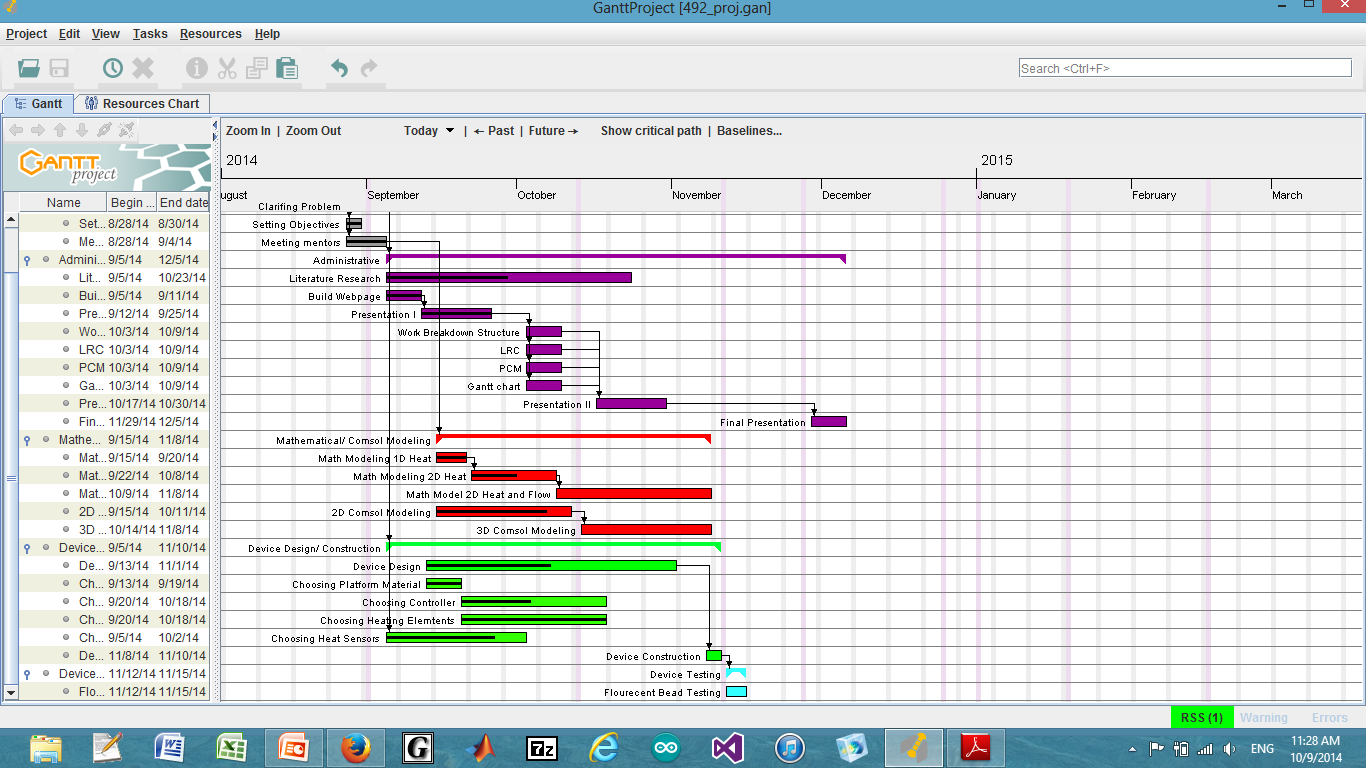 GanttProject [492_proj.gan]
Project Edit View Tasks Resources Help
Search <Ctrl+F>
Gantt Resources Chart
Zoom In | Zoom Out Today | ← Past | Future → Show critical path | Baselines...
GANTT project
2014 2015
ugust September October November December January February March
Name Begin ... End date
Clarifing Problem
Set... 8/28/14 8/30/14 Setting Objectives
Me... 8/28/14 9/4/14 Meeting mentors
Admini... 9/5/14 12/5/14 Administrative
Lit... 9/5/14 10/23/14 Literature Research
Bui... 9/5/14 9/11/14 Build Webpage
Pre... 9/12/14 9/25/14 Presentation I
Wo... 10/3/14 10/9/14 Work Breakdown Structure
LRC 10/3/14 10/9/14 LRC
PCM 10/3/14 10/9/14 PCM
Ga... 10/3/14 10/9/14 Gantt chart
Pre... 10/17/14 10/30/14 Presentation II
Fin... 11/29/14 12/5/14 Final Presentation
Mathe... 9/15/14 11/8/14 Mathematical/ Comsol Modeling
Mat... 9/15/14 9/20/14 Math Modeling 1D Heat
Mat... 9/22/14 10/8/14 Math Modeling 2D Heat
Mat... 10/9/14 11/8/14 Math Model 2D Heat and Flow
2D ... 9/15/14 10/11/14 2D Comsol Modeling
3D ... 10/14/14 11/8/14 3D Comsol Modeling
Device... 9/5/14 11/10/14 Device Design/ Construction
De... 9/13/14 11/1/14 Device Design
Ch... 9/13/14 9/19/14 Choosing Platform Material
Ch... 9/20/14 10/18/14 Choosing Controller
Ch... 9/20/14 10/18/14 Choosing Heating Elemtents
Ch... 9/5/14 10/2/14 Choosing Heat Sensors
De... 11/8/14 11/10/14 Device Construction
Device... 11/12/14 11/15/14 Device Testing
Flo... 11/12/14 11/15/14 Flourecent Bead Testing
RSS (1) Warning Errors
G 7z ENG 11:28 AM
10/9/2014